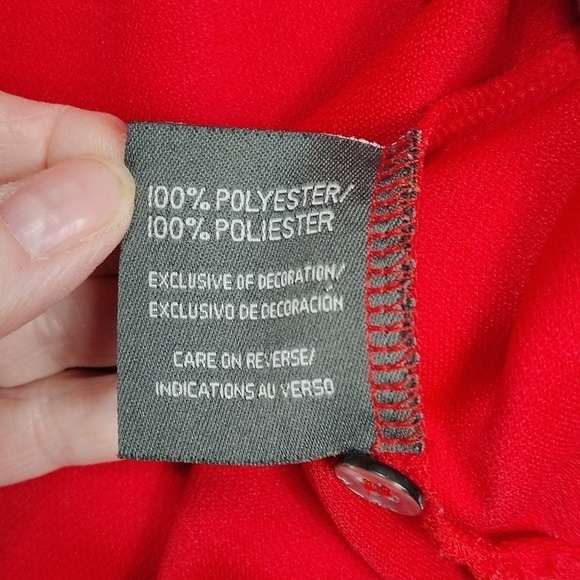 100% POLYESTER/
100% POLIESTER
EXCLUSIVE OF DECORATION/
EXCLUSIVO DE DECORACIÓN
CARE ON REVERSE/
INDICATIONS AU VERSO